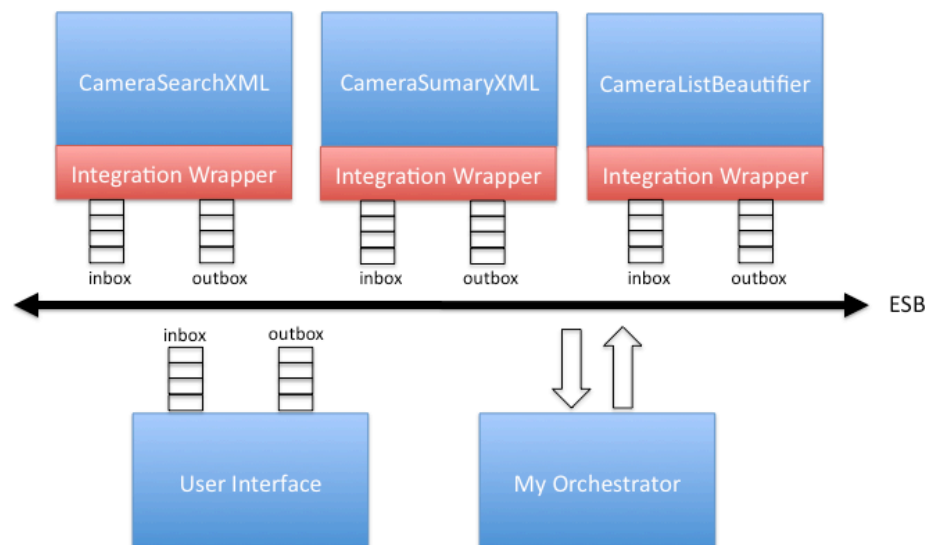 CameraSearchXML
CameraSumaryXML
CameraListBeautifier
Integration Wrapper
Integration Wrapper
Integration Wrapper
inbox
outbox
inbox
outbox
inbox
outbox
ESB
inbox
outbox
User Interface
My Orchestrator